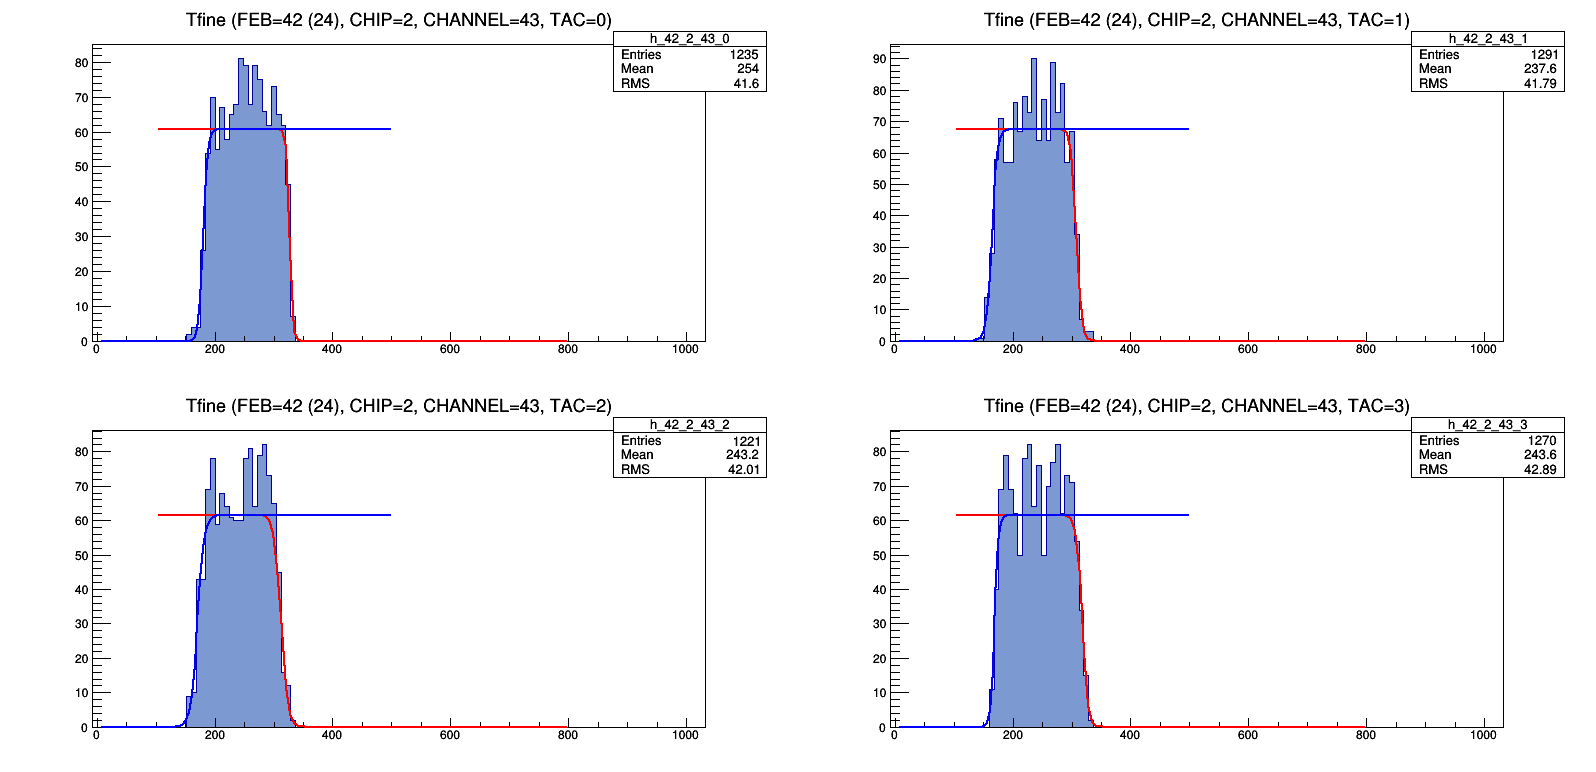 Tfine (FEB=42 (24), CHIP=2, CHANNEL=43, TAC=0)
h_42_2_43_0
Entries 1235
Mean 254
RMS 41.6
80
70
60
50
40
30
20
10
0
0 200 400 600 800 1000
Tfine (FEB=42 (24), CHIP=2, CHANNEL=43, TAC=1)
h_42_2_43_1
Entries 1291
Mean 237.6
RMS 41.79
90
80
70
60
50
40
30
20
10
0
0 200 400 600 800 1000
Tfine (FEB=42 (24), CHIP=2, CHANNEL=43, TAC=2)
h_42_2_43_2
Entries 1221
Mean 243.2
RMS 42.01
80
70
60
50
40
30
20
10
0
0 200 400 600 800 1000
Tfine (FEB=42 (24), CHIP=2, CHANNEL=43, TAC=3)
h_42_2_43_3
Entries 1270
Mean 243.6
RMS 42.89
80
70
60
50
40
30
20
10
0
0 200 400 600 800 1000